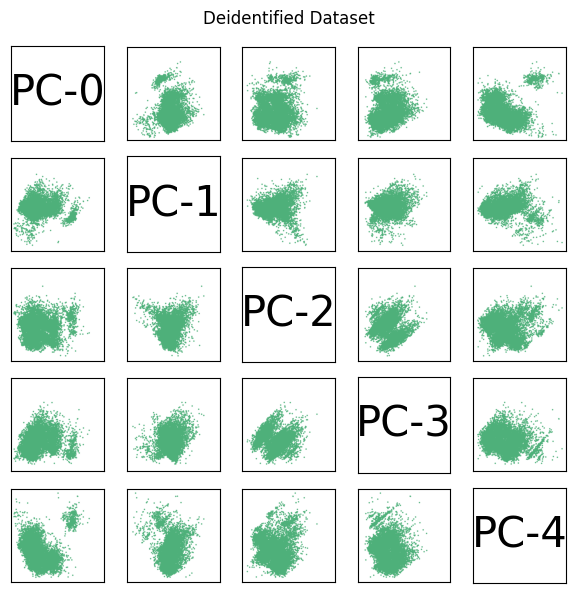 Deidentified Dataset
PC-0
PC-1
PC-2
PC-3
PC-4